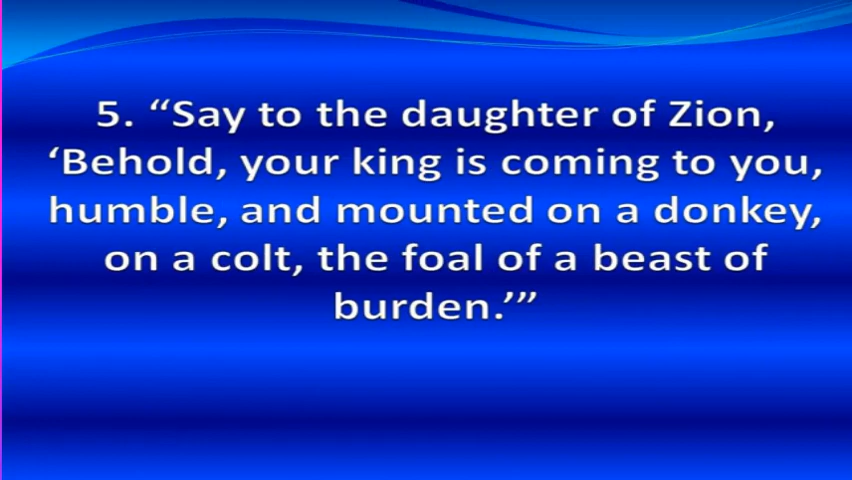 5. “Say to the daughter of Zion,
‘Behold, your king is coming to you,
humble, and mounted on a donkey,
on a colt, the foal of a beast of
burden.’”